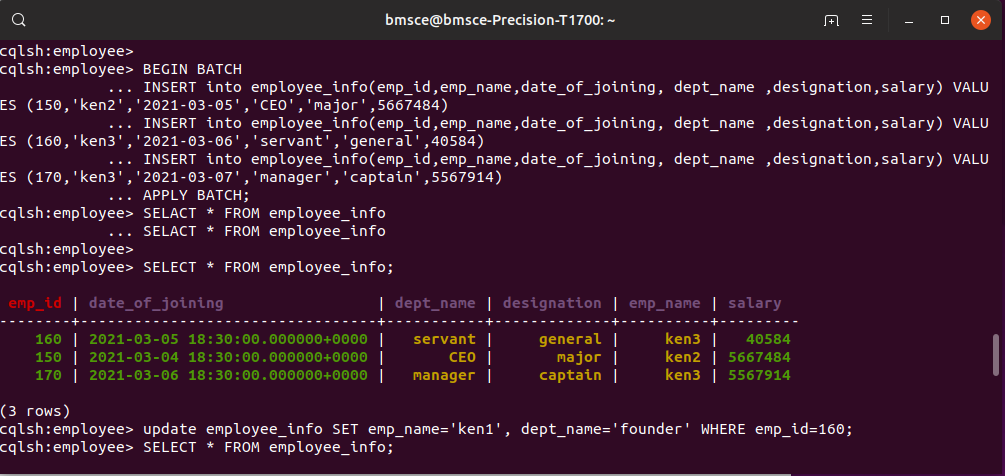 bmsce@bmsce-Precision-T1700: ~
cqlsh:employee>
cqlsh:employee> BEGIN BATCH
            ... INSERT into employee_info(emp_id,emp_name,date_of_joining, dept_name ,designation,salary) VALU
ES (150,'ken2','2021-03-05','CEO','major',5667484)
            ... INSERT into employee_info(emp_id,emp_name,date_of_joining, dept_name ,designation,salary) VALU
ES (160,'ken3','2021-03-06','servant','general',40584)
            ... INSERT into employee_info(emp_id,emp_name,date_of_joining, dept_name ,designation,salary) VALU
ES (170,'ken3','2021-03-07','manager','captain',5567914)
            ... APPLY BATCH;
cqlsh:employee> SELACT * FROM employee_info
            ... SELACT * FROM employee_info
cqlsh:employee>
cqlsh:employee> SELECT * FROM employee_info;
 emp_id | date_of_joining                 | dept_name | designation | emp_name | salary
--------+---------------------------------+-----------+-------------+----------+---------
    160 | 2021-03-05 18:30:00.000000+0000 |   servant |     general |     ken3 |   40584
    150 | 2021-03-04 18:30:00.000000+0000 |       CEO |       major |     ken2 | 5667484
    170 | 2021-03-06 18:30:00.000000+0000 |   manager |     captain |     ken3 | 5567914
(3 rows)
cqlsh:employee> update employee_info SET emp_name='ken1', dept_name='founder' WHERE emp_id=160;
cqlsh:employee> SELECT * FROM employee_info;